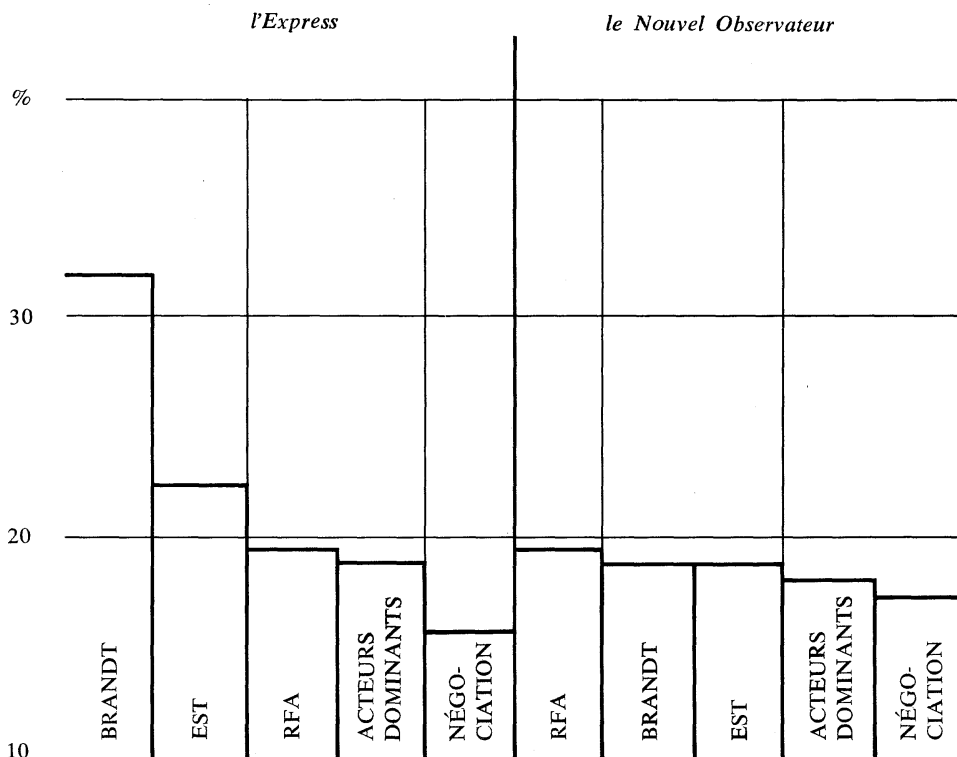 l'Express
le Nouvel Observateur
%
30
20
10
BRANDT
EST
RFA
ACTEURS
DOMINANTS
NÉGO-
CIATION
RFA
BRANDT
EST
ACTEURS
DOMINANTS
NÉGO-
CIATION